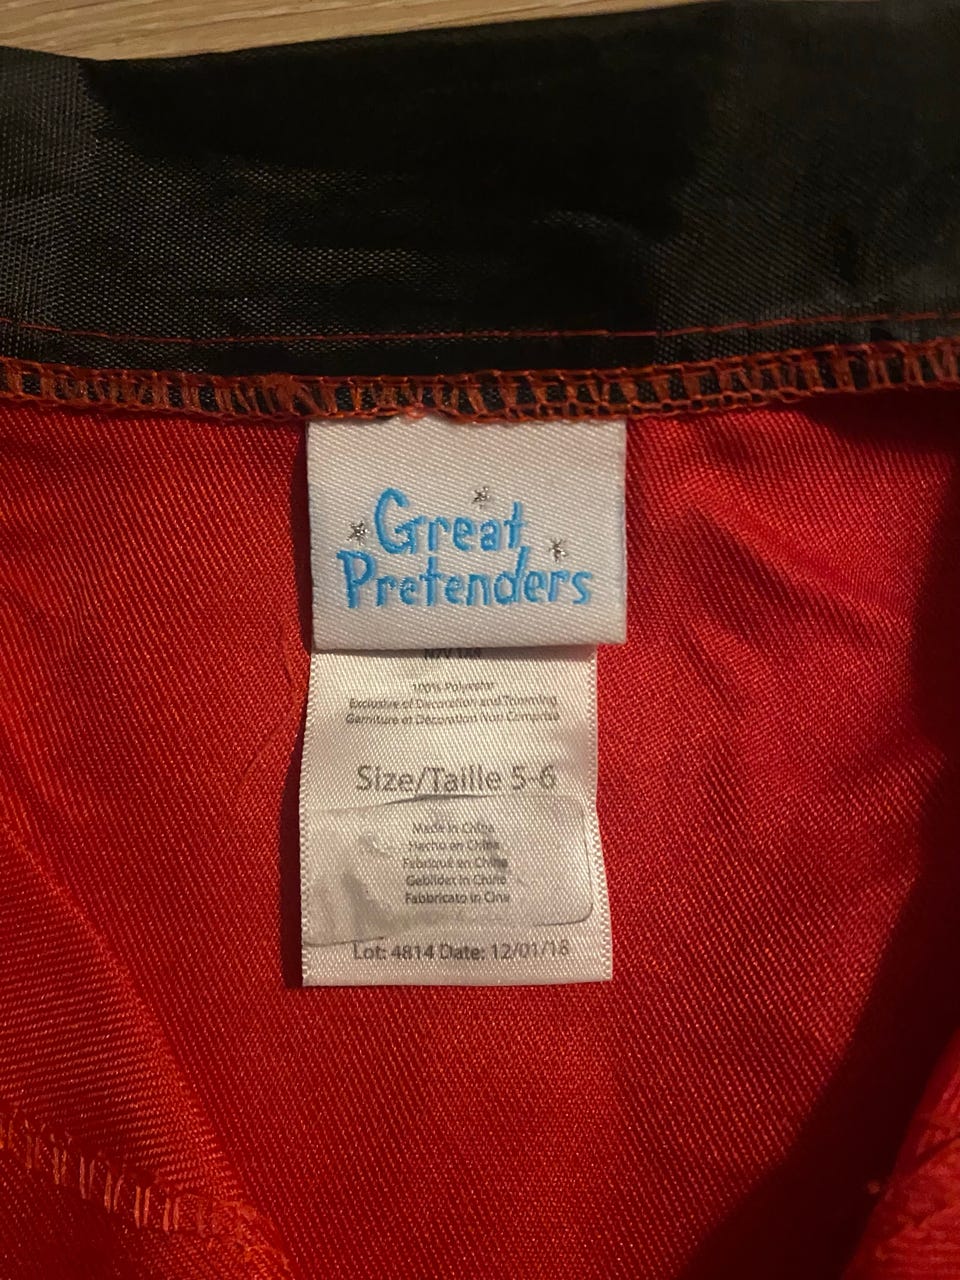 Great
Pretenders
100% Polyester
Exclusive of Decoration and Trimming
Garniture et Décoration Non Comprise
Size/Taille 5-6
Made in China
Hecho en China
Fabriqué en Chine
Gebildet in China
Fabbricato in Cina
Lot: 4814 Date: 12/01/18